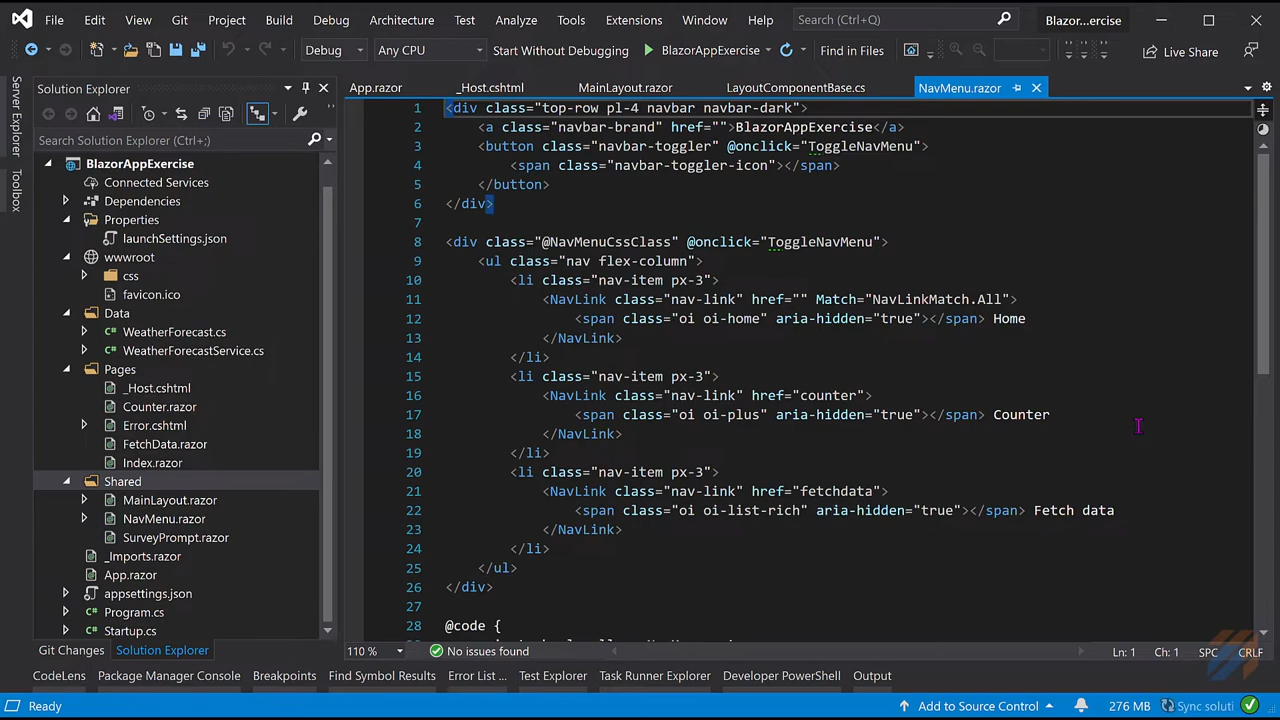 File Edit View Git Project Build Debug Architecture Test Analyze Tools Extensions Window Help Search (Ctrl+Q) Blazor...ercise
Debug Any CPU Start Without Debugging BlazorAppExercise Find in Files Live Share
Server Explorer
Toolbox
Solution Explorer
Search Solution Explorer (Ctrl+;)
BlazorAppExercise
Connected Services
Dependencies
Properties
launchSettings.json
wwwroot
css
favicon.ico
Data
WeatherForecast.cs
WeatherForecastService.cs
Pages
_Host.cshtml
Counter.razor
Error.cshtml
FetchData.razor
Index.razor
Shared
MainLayout.razor
NavMenu.razor
SurveyPrompt.razor
_Imports.razor
App.razor
appsettings.json
Program.cs
Startup.cs
Git Changes Solution Explorer
App.razor _Host.cshtml MainLayout.razor LayoutComponentBase.cs NavMenu.razor
1 <div class="top-row pl-4 navbar navbar-dark">
2 <a class="navbar-brand" href="">BlazorAppExercise</a>
3 <button class="navbar-toggler" @onclick="ToggleNavMenu">
4 <span class="navbar-toggler-icon"></span>
5 </button>
6 </div>
7
8 <div class="@NavMenuCssClass" @onclick="ToggleNavMenu">
9 <ul class="nav flex-column">
10 <li class="nav-item px-3">
11 <NavLink class="nav-link" href="" Match="NavLinkMatch.All">
12 <span class="oi oi-home" aria-hidden="true"></span> Home
13 </NavLink>
14 </li>
15 <li class="nav-item px-3">
16 <NavLink class="nav-link" href="counter">
17 <span class="oi oi-plus" aria-hidden="true"></span> Counter
18 </NavLink>
19 </li>
20 <li class="nav-item px-3">
21 <NavLink class="nav-link" href="fetchdata">
22 <span class="oi oi-list-rich" aria-hidden="true"></span> Fetch data
23 </NavLink>
24 </li>
25 </ul>
26 </div>
27
28 @code {
110 % No issues found Ln: 1 Ch: 1 SPC CRLF
CodeLens Package Manager Console Breakpoints Find Symbol Results Error List ... Test Explorer Task Runner Explorer Developer PowerShell Output
Ready Add to Source Control 276 MB Sync soluti